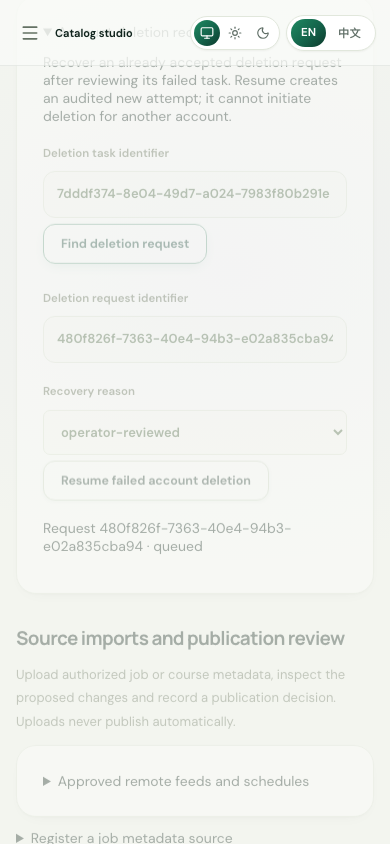 Catalog studio
EN
中文
Recover an already accepted deletion request
after reviewing its failed task. Resume creates
an audited new attempt; it cannot initiate
deletion for another account.
Deletion task identifier
7dddf374-8e04-49d7-a024-7983f80b291e
Find deletion request
Deletion request identifier
480f826f-7363-40e4-94b3-e02a835cba94
Recovery reason
operator-reviewed
Resume failed account deletion
Request 480f826f-7363-40e4-94b3-
e02a835cba94 · queued
Source imports and publication review
Upload authorized job or course metadata, inspect the
proposed changes and record a publication decision.
Uploads never publish automatically.
Approved remote feeds and schedules
Register a job metadata source